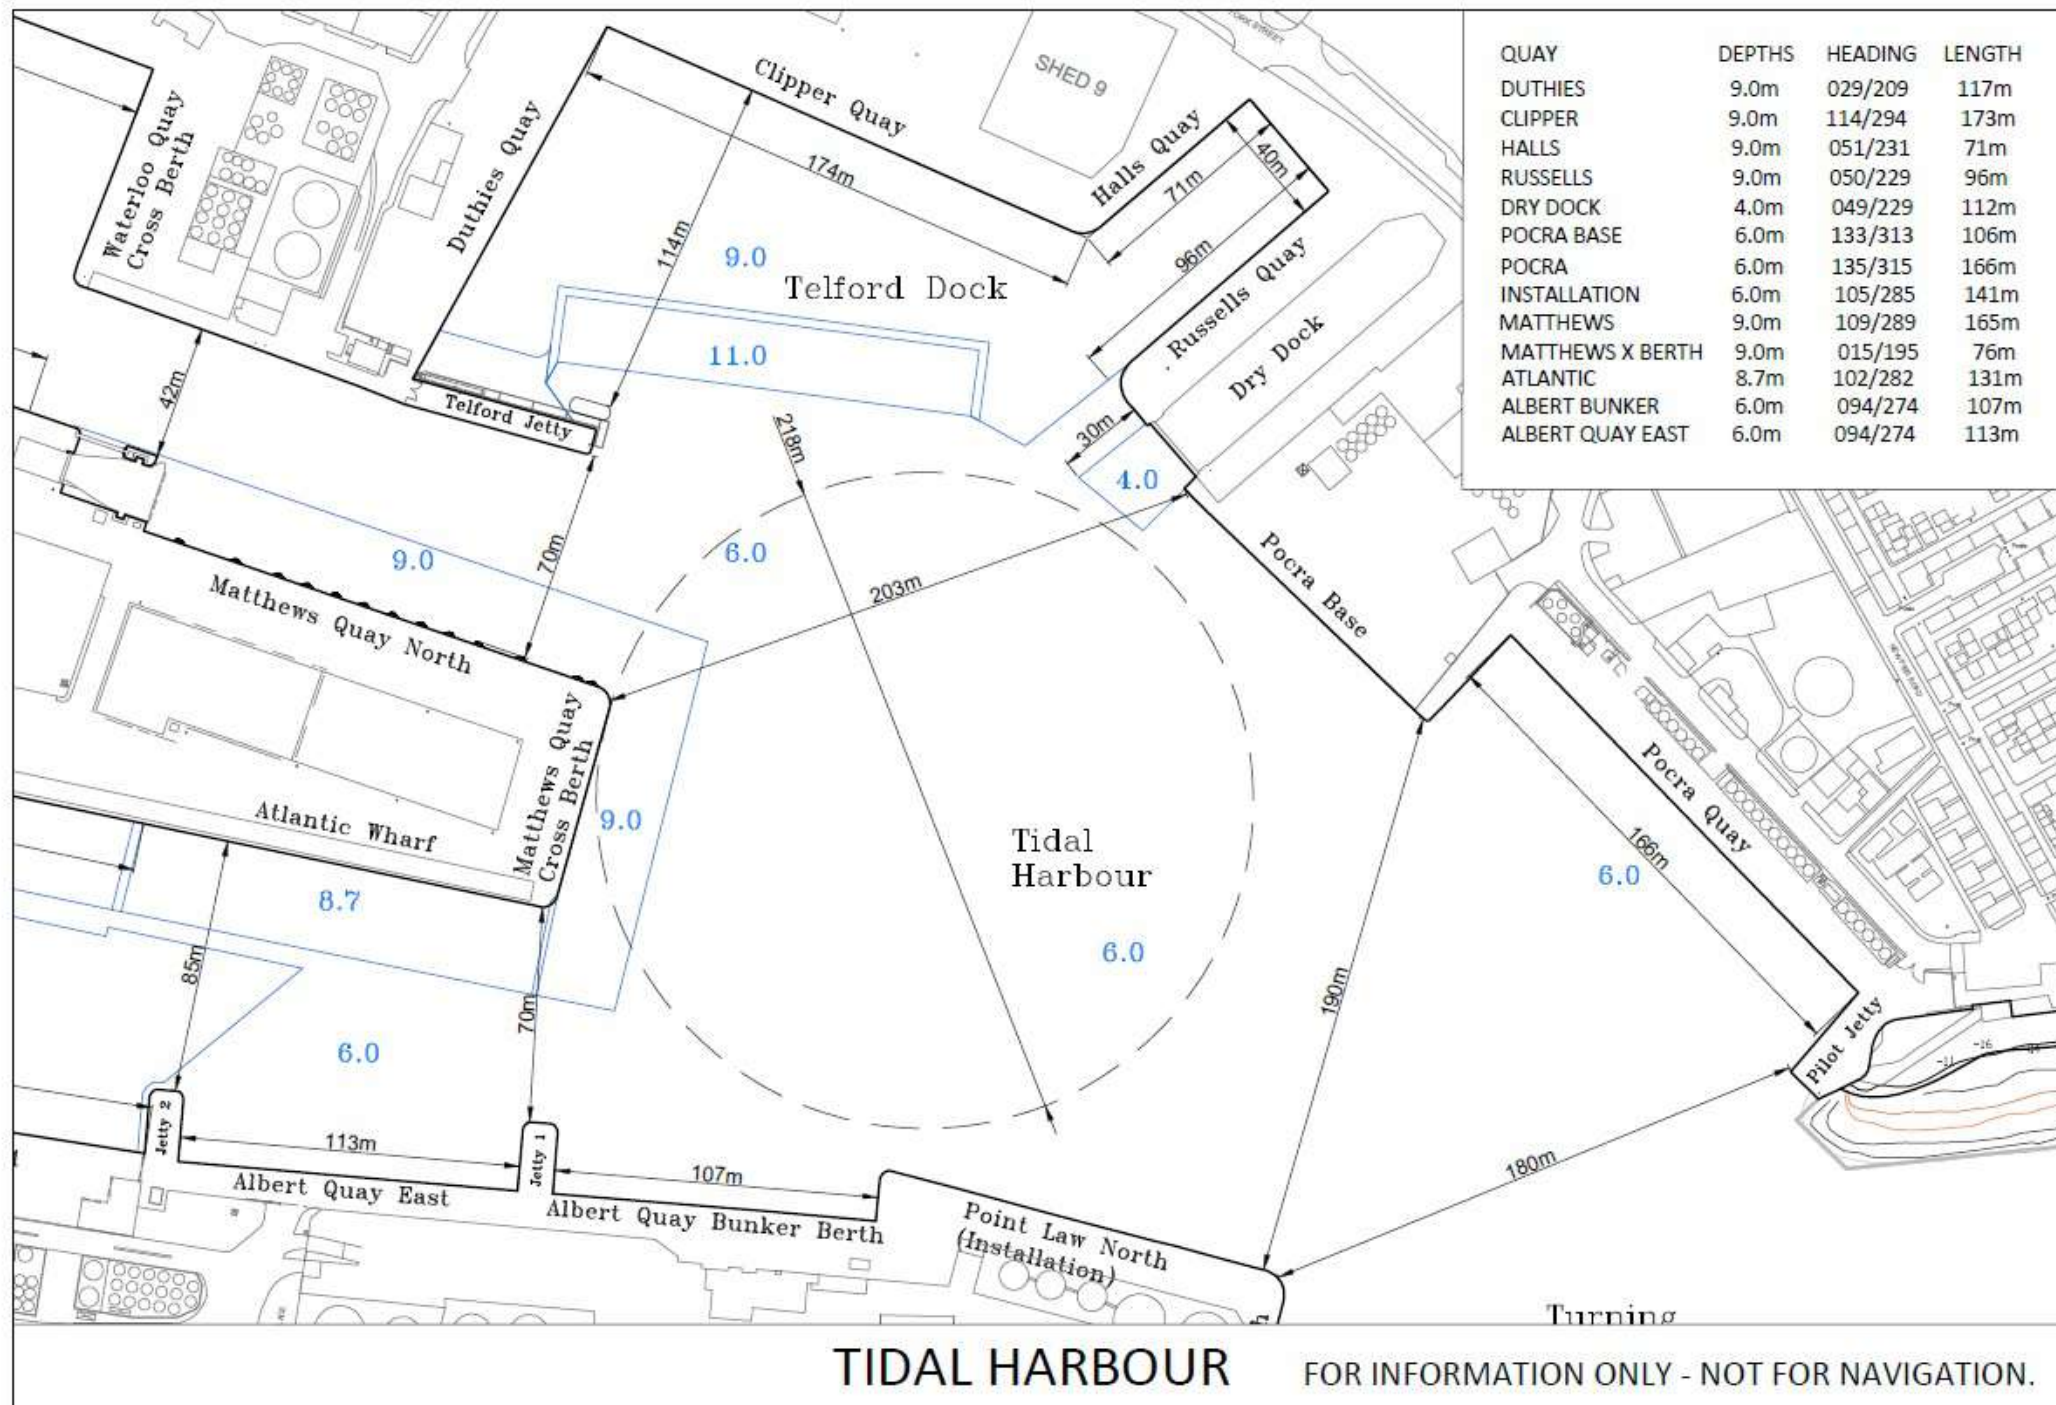 QUAY DEPTHS HEADING LENGTH
DUTHIES 9.0m 029/209 117m
CLIPPER 9.0m 114/294 173m
HALLS 9.0m 051/231 71m
RUSSELLS 9.0m 050/229 96m
DRY DOCK 4.0m 049/229 112m
POCRA BASE 6.0m 133/313 106m
POCRA 6.0m 135/315 166m
INSTALLATION 6.0m 105/285 141m
MATTHEWS 9.0m 109/289 165m
MATTHEWS X BERTH 9.0m 015/195 76m
ATLANTIC 8.7m 102/282 131m
ALBERT BUNKER 6.0m 094/274 107m
ALBERT QUAY EAST 6.0m 094/274 113m
YORK STREET
SHED 9
Clipper Quay
Waterloo Quay
Cross Berth
Duthies Quay
174m
114m
Halls Quay
40m
71m
96m
9.0
Telford Dock
Russells Quay
Dry Dock
11.0
42m
Telford Jetty
218m
30m
4.0
9.0
70m
6.0
203m
Pocra Base
Matthews Quay North
Matthews Quay
Cross Berth
Atlantic Wharf
9.0
Tidal
Harbour
6.0
Pocra Quay
166m
6.0
8.7
85m
70m
190m
6.0
Pilot Jetty
-11
-16
Jetty 2
113m
Jetty 1
107m
Albert Quay East
Albert Quay Bunker Berth
Point Law North
(Installation)
180m
Turning
TIDAL HARBOUR
FOR INFORMATION ONLY - NOT FOR NAVIGATION.